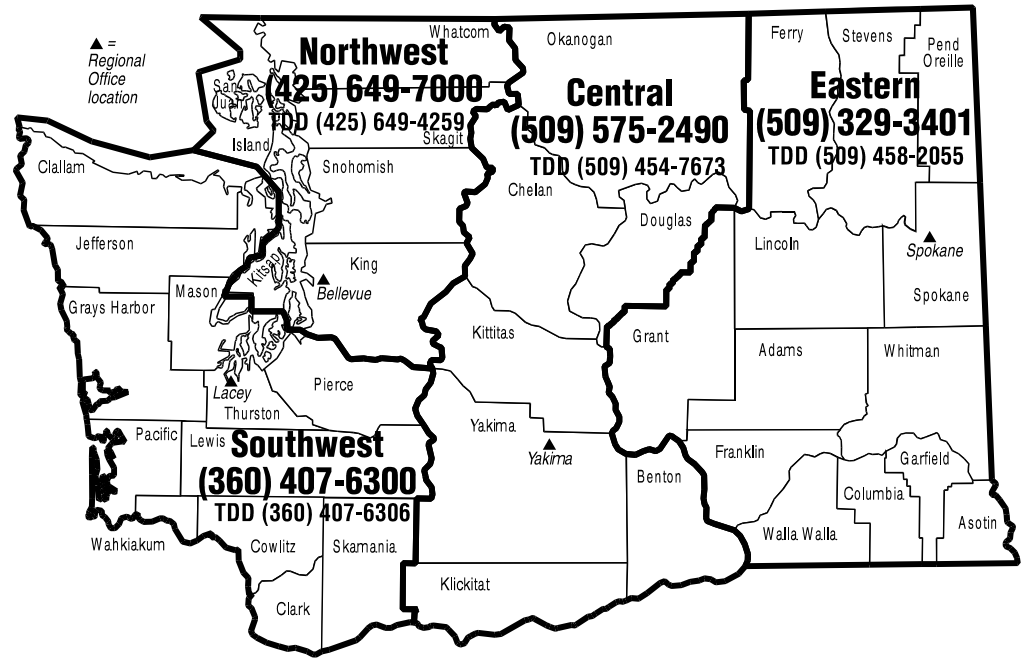 ▲ =
Regional
Office
location
Northwest
(425) 649-7000
TDD (425) 649-4259
Whatcom
San
Juan
Island
Skagit
Snohomish
King
Bellevue
Kitsap
Central
(509) 575-2490
TDD (509) 454-7673
Okanogan
Chelan
Douglas
Kittitas
Yakima
Yakima
Benton
Klickitat
Eastern
(509) 329-3401
TDD (509) 458-2055
Ferry
Stevens
Pend
Oreille
Lincoln
Spokane
Spokane
Grant
Adams
Whitman
Franklin
Garfield
Columbia
Walla Walla
Asotin
Clallam
Jefferson
Mason
Grays Harbor
Lacey
Thurston
Pierce
Pacific
Lewis
Southwest
(360) 407-6300
TDD (360) 407-6306
Wahkiakum
Cowlitz
Skamania
Clark